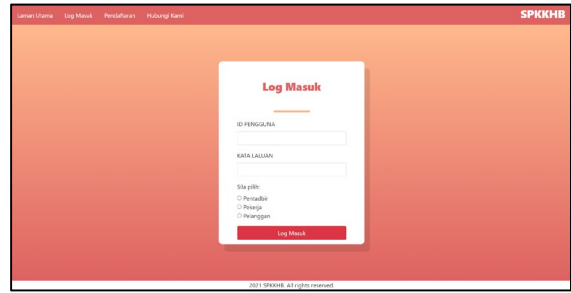 Laman Utama Log Masuk Pendaftaran Hubungi Kami SPKKHB
Log Masuk
ID PENGGUNA
KATA LALUAN
Sila pilih:
Pentadbir
Pekerja
Pelanggan
Log Masuk
2021 SPKKHB. All rights reserved.